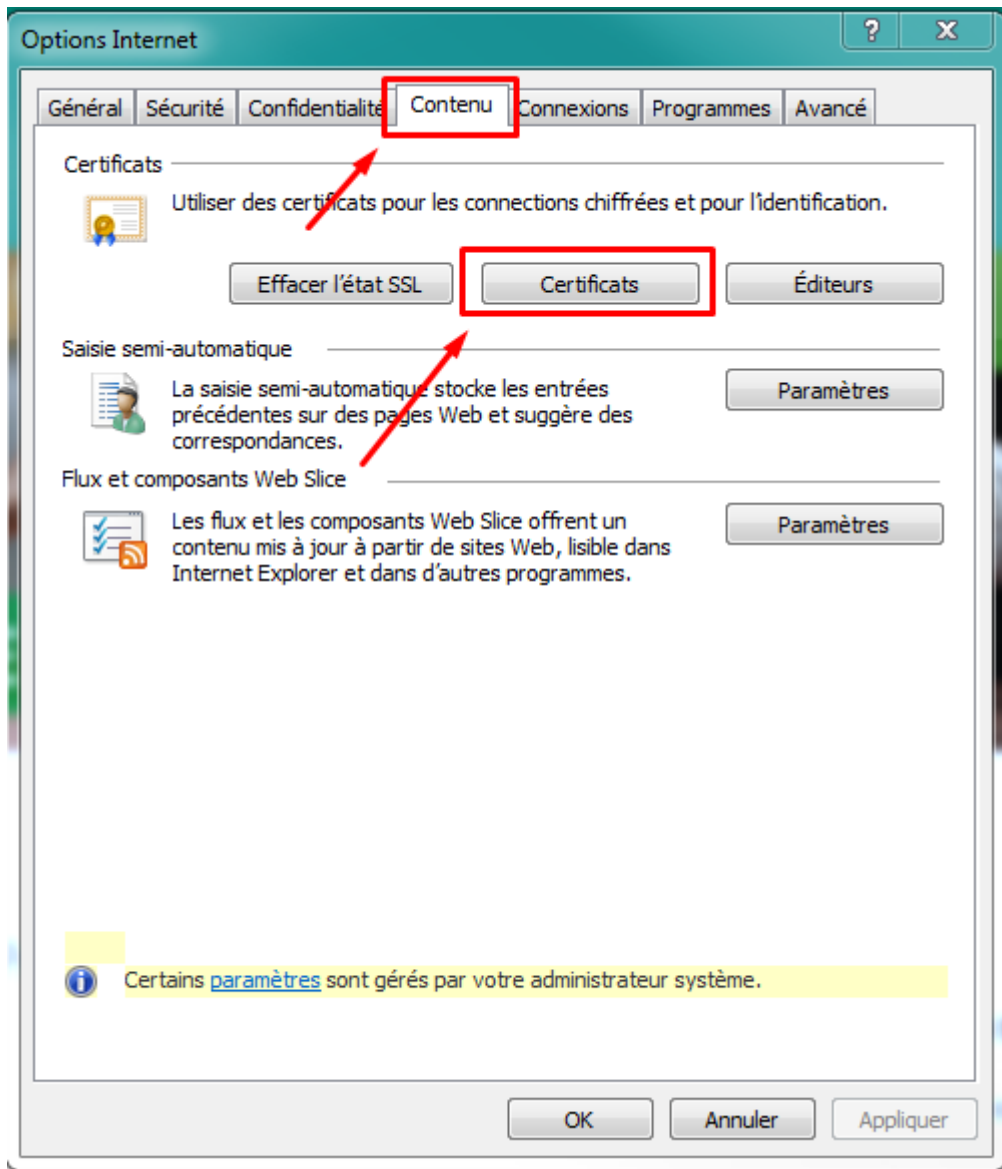 Options Internet
?
Général Sécurité Confidentialité Contenu Connexions Programmes Avancé
Certificats
Utiliser des certificats pour les connections chiffrées et pour l'identification.
Effacer l'état SSL Certificats Éditeurs
Saisie semi-automatique
La saisie semi-automatique stocke les entrées
précédentes sur des pages Web et suggère des
correspondances.
Paramètres
Flux et composants Web Slice
Les flux et les composants Web Slice offrent un
contenu mis à jour à partir de sites Web, lisible dans
Internet Explorer et dans d'autres programmes.
Paramètres
Certains paramètres sont gérés par votre administrateur système.
OK Annuler Appliquer